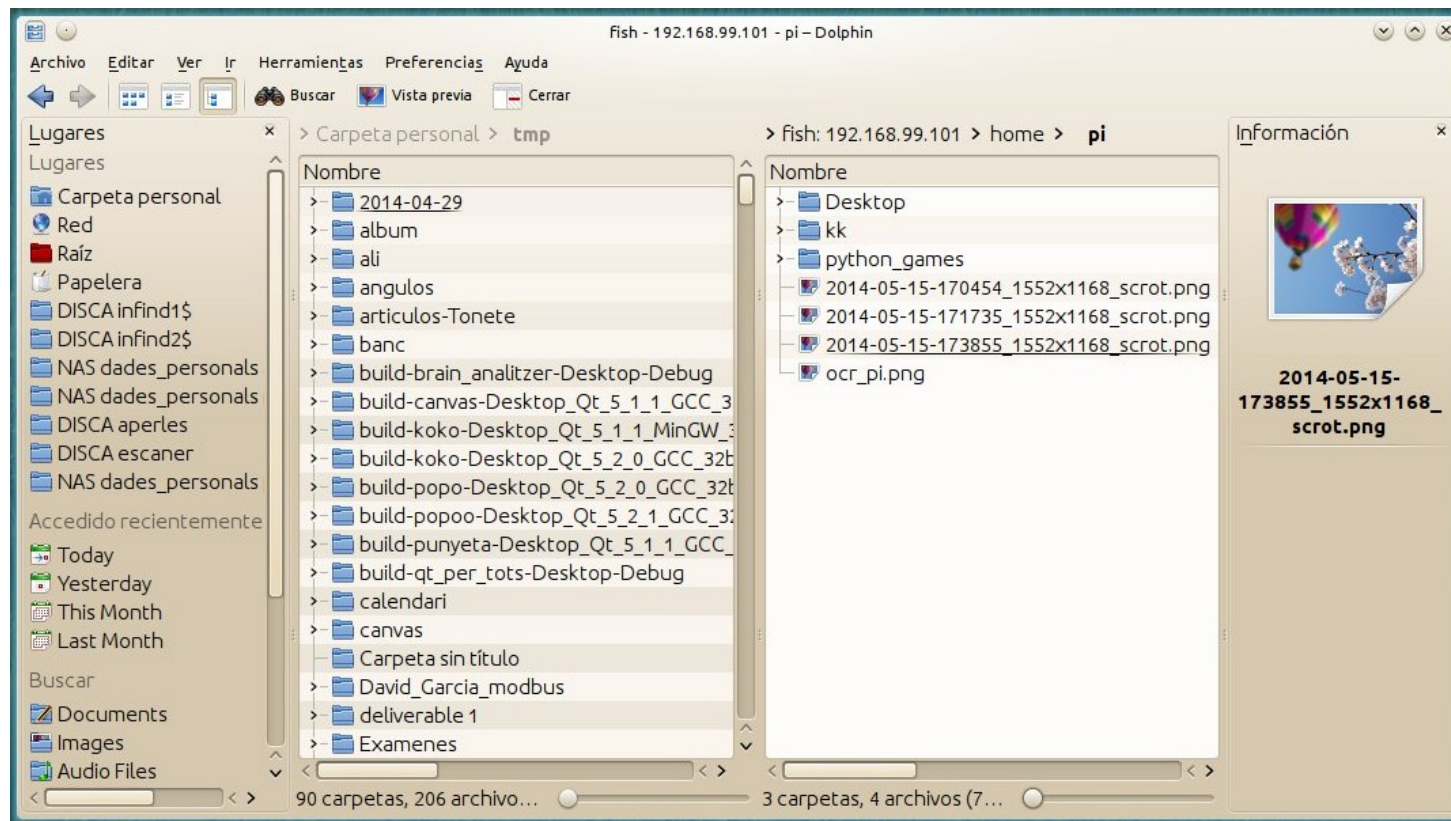 fish - 192.168.99.101 - pi – Dolphin
Archivo Editar Ver Ir Herramientas Preferencias Ayuda
Buscar Vista previa Cerrar
Lugares
Lugares
Carpeta personal
Red
Raíz
Papelera
DISCA infind1$
DISCA infind2$
NAS dades_personals
NAS dades_personals
DISCA aperles
DISCA escaner
NAS dades_personals
Accedido recientemente
Today
Yesterday
This Month
Last Month
Buscar
Documents
Images
Audio Files
> Carpeta personal > tmp
Nombre
2014-04-29
album
ali
angulos
articulos-Tonete
banc
build-brain_analitzer-Desktop-Debug
build-canvas-Desktop_Qt_5_1_1_GCC_3
build-koko-Desktop_Qt_5_1_1_MinGW_3
build-koko-Desktop_Qt_5_2_0_GCC_32b
build-popo-Desktop_Qt_5_2_0_GCC_32b
build-popoo-Desktop_Qt_5_2_1_GCC_32
build-punyeta-Desktop_Qt_5_1_1_GCC_
build-qt_per_tots-Desktop-Debug
calendari
canvas
Carpeta sin título
David_Garcia_modbus
deliverable 1
Examenes
90 carpetas, 206 archivo...
> fish: 192.168.99.101 > home > pi
Nombre
Desktop
kk
python_games
2014-05-15-170454_1552x1168_scrot.png
2014-05-15-171735_1552x1168_scrot.png
2014-05-15-173855_1552x1168_scrot.png
ocr_pi.png
3 carpetas, 4 archivos (7...
Información
2014-05-15-
173855_1552x1168_
scrot.png